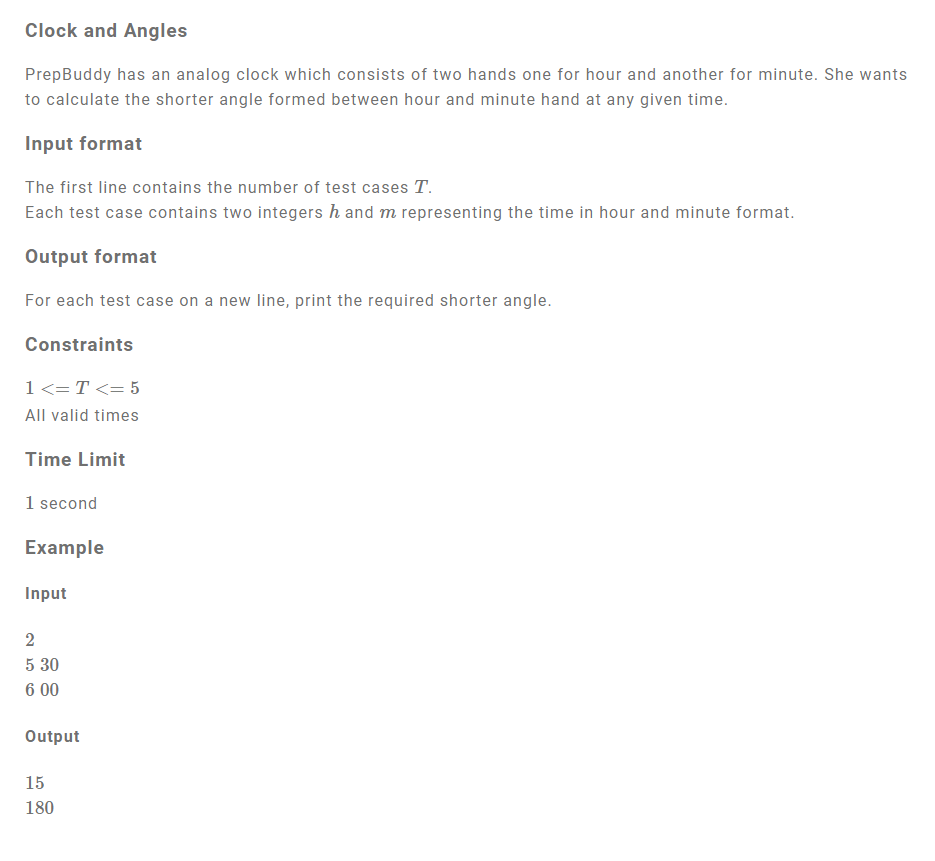 Clock and Angles
PrepBuddy has an analog clock which consists of two hands one for hour and another for minute. She wants
to calculate the shorter angle formed between hour and minute hand at any given time.
Input format
The first line contains the number of test cases T.
Each test case contains two integers h and m representing the time in hour and minute format.
Output format
For each test case on a new line, print the required shorter angle.
Constraints
1 <= T <= 5
All valid times
Time Limit
1 second
Example
Input
2
5 30
6 00
Output
15
180